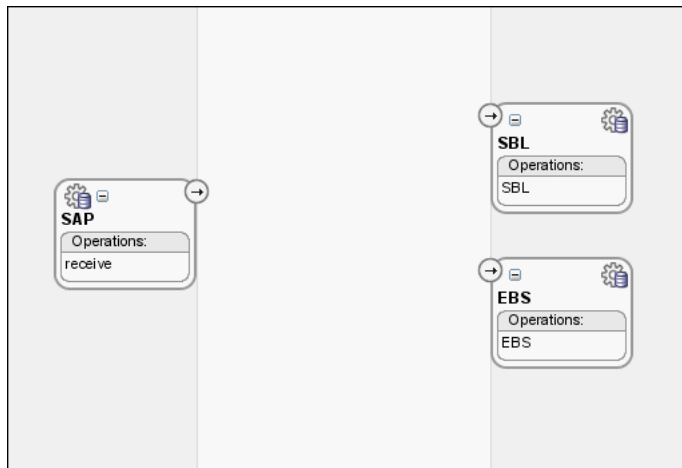 SAP
Operations:
receive
SBL
Operations:
SBL
EBS
Operations:
EBS